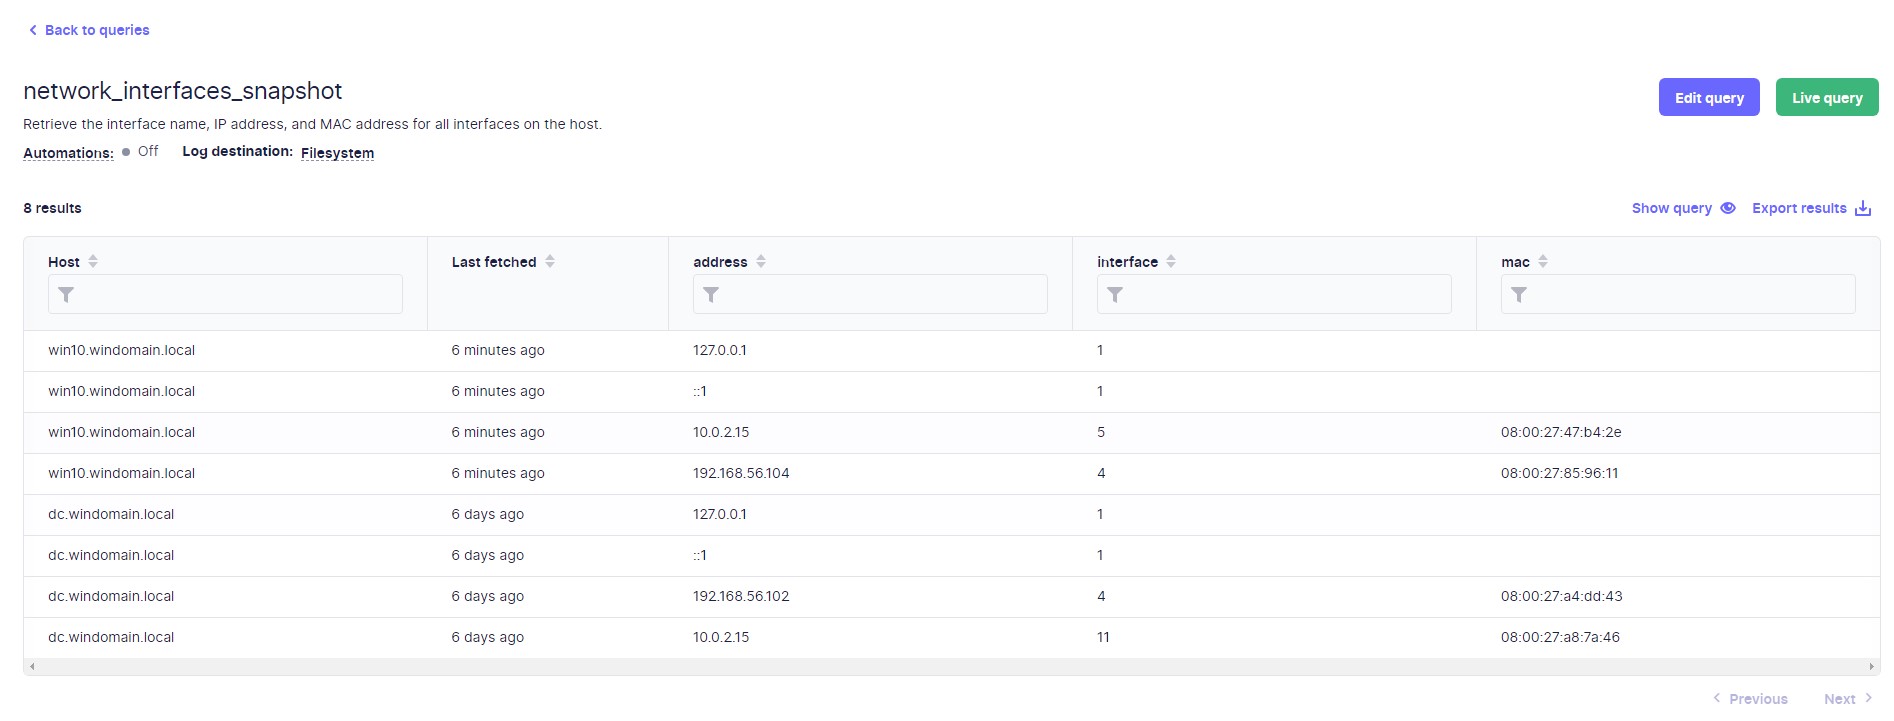 Back to queries
network_interfaces_snapshot
Edit query
Live query
Retrieve the interface name, IP address, and MAC address for all interfaces on the host.
Automations: Off Log destination: Filesystem
8 results
Show query Export results
Host Last fetched address interface mac
win10.windomain.local 6 minutes ago 127.0.0.1 1
win10.windomain.local 6 minutes ago ::1 1
win10.windomain.local 6 minutes ago 10.0.2.15 5 08:00:27:47:b4:2e
win10.windomain.local 6 minutes ago 192.168.56.104 4 08:00:27:85:96:11
dc.windomain.local 6 days ago 127.0.0.1 1
dc.windomain.local 6 days ago ::1 1
dc.windomain.local 6 days ago 192.168.56.102 4 08:00:27:a4:dd:43
dc.windomain.local 6 days ago 10.0.2.15 11 08:00:27:a8:7a:46
Previous Next